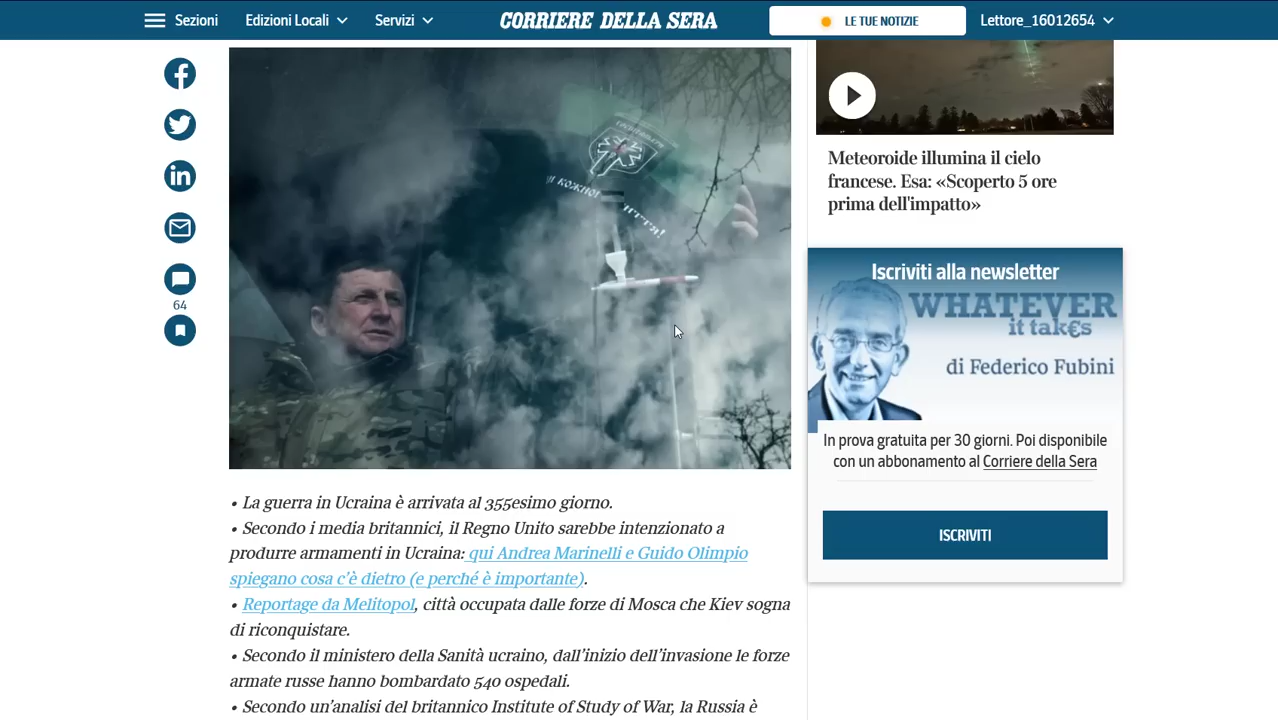 Sezioni
Edizioni Locali
Servizi
CORRIERE DELLA SERA
LE TUE NOTIZIE
Lettore_16012654
64
Meteoroide illumina il cielo
francese. Esa: «Scoperto 5 ore
prima dell'impatto»
Iscriviti alla newsletter
WHATEVER
it tak€s
di Federico Fubini
In prova gratuita per 30 giorni. Poi disponibile
con un abbonamento al Corriere della Sera
ISCRIVITI
• La guerra in Ucraina è arrivata al 355esimo giorno.
• Secondo i media britannici, il Regno Unito sarebbe intenzionato a
produrre armamenti in Ucraina: qui Andrea Marinelli e Guido Olimpio
spiegano cosa c'è dietro (e perché è importante).
• Reportage da Melitopol, città occupata dalle forze di Mosca che Kiev sogna
di riconquistare.
• Secondo il ministero della Sanità ucraino, dall'inizio dell'invasione le forze
armate russe hanno bombardato 540 ospedali.
• Secondo un'analisi del britannico Institute of Study of War, la Russia è